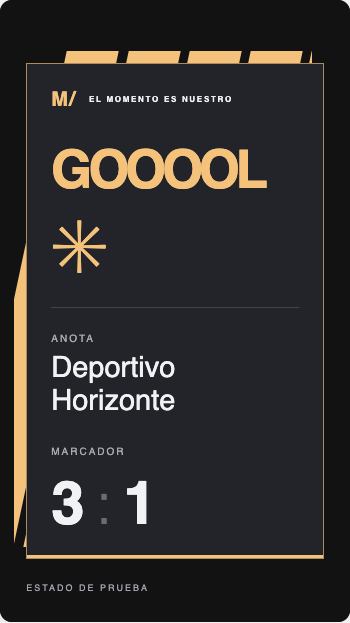 M/ EL MOMENTO ES NUESTRO
GOOOOL
ANOTA
Deportivo
Horizonte
MARCADOR
3 : 1
ESTADO DE PRUEBA